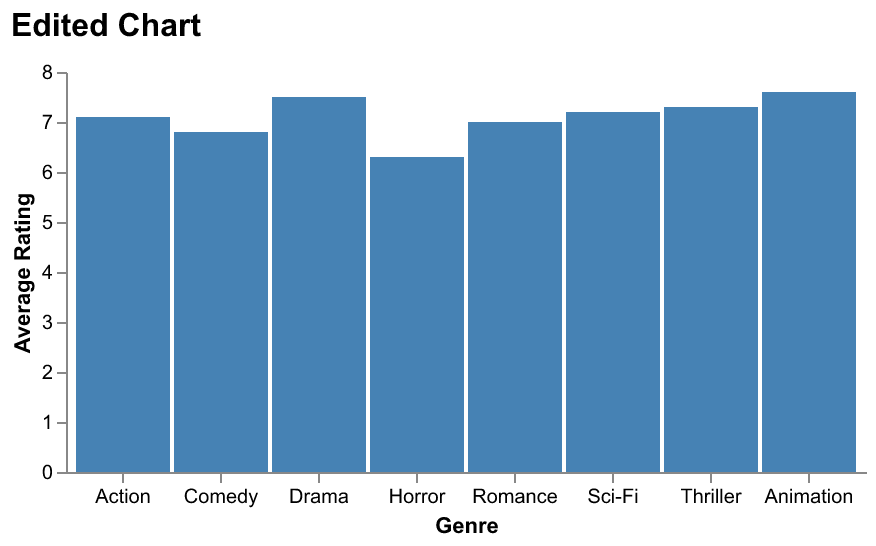 Edited Chart
8
7
6
5
4
3
2
1
0
Average Rating
Action Comedy Drama Horror Romance Sci-Fi Thriller Animation
Genre